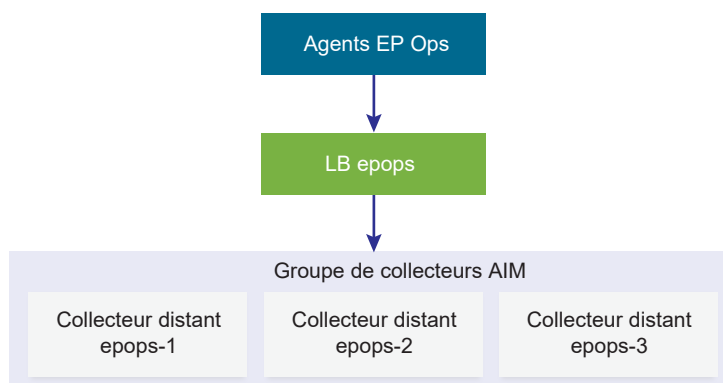 Agents EP Ops
LB epops
Groupe de collecteurs AIM
Collecteur distant
epops-1
Collecteur distant
epops-2
Collecteur distant
epops-3